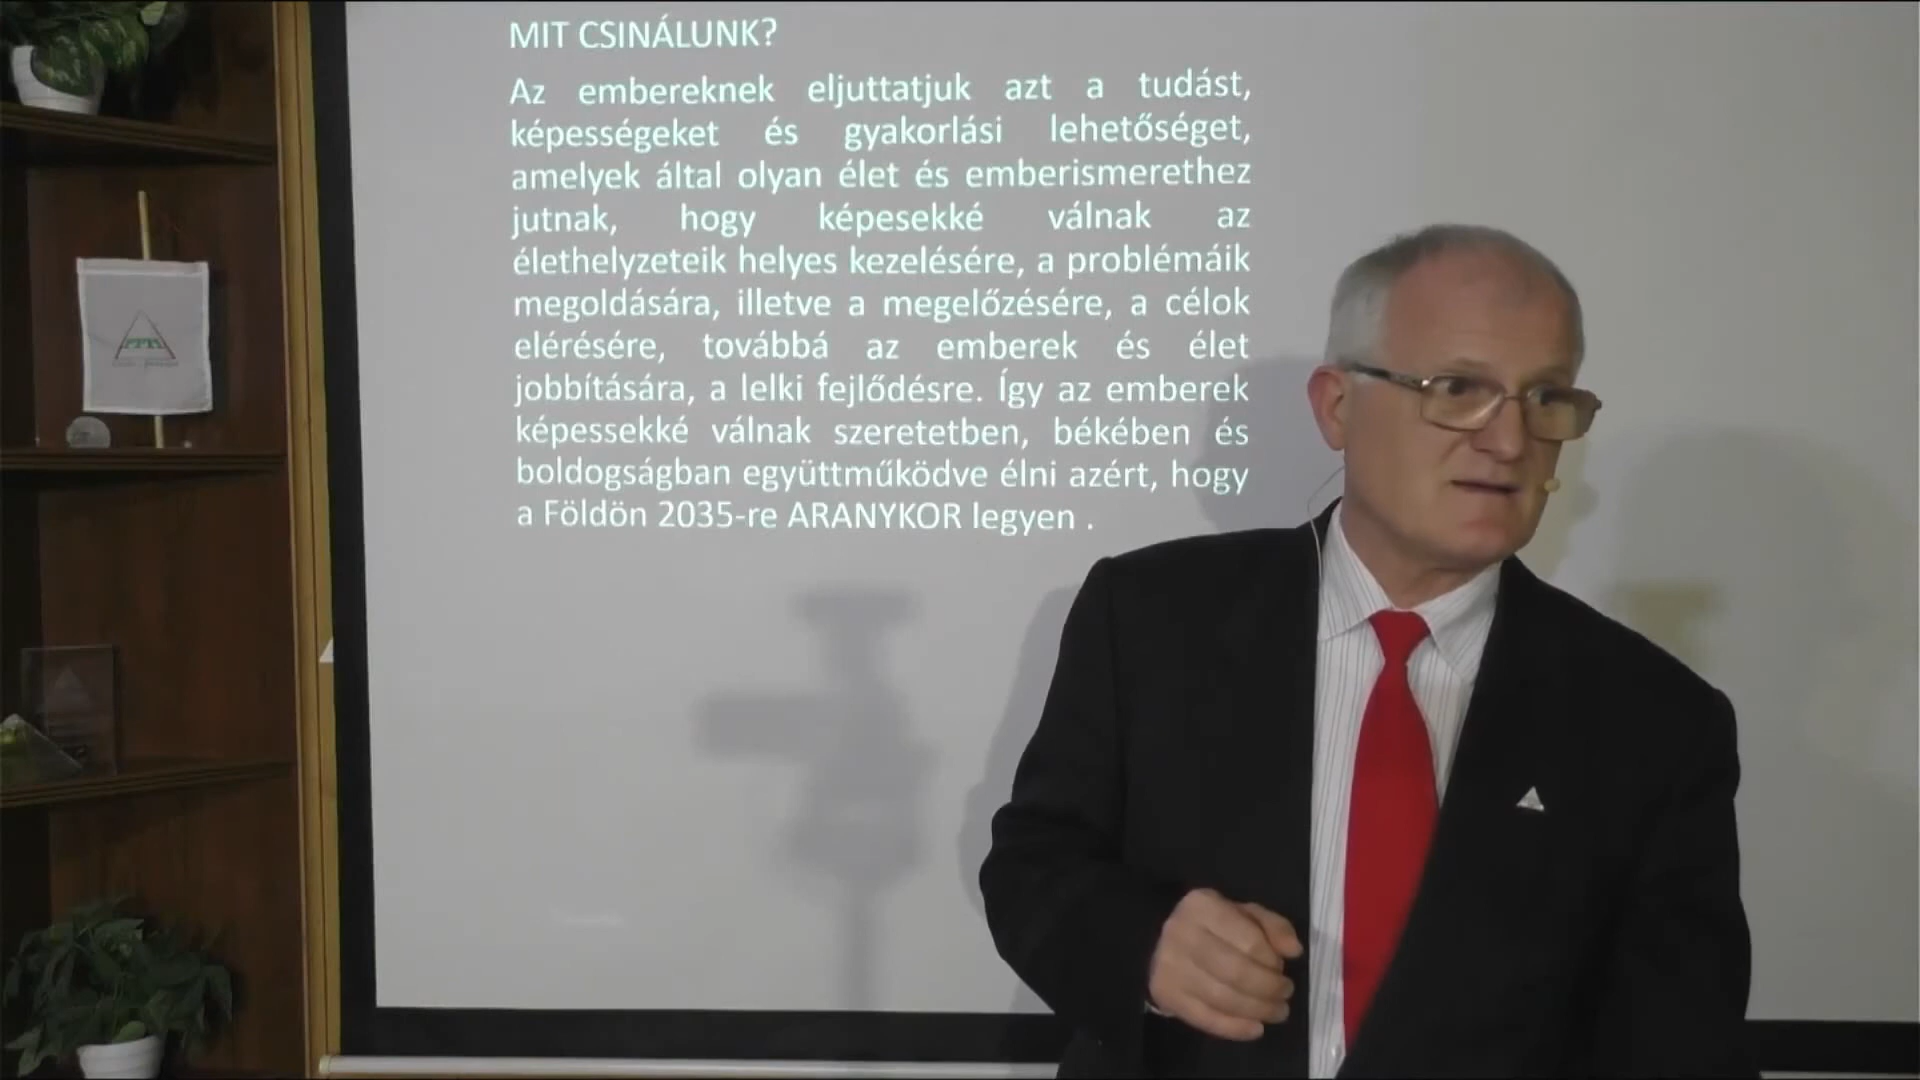 MIT CSINÁLUNK?
Az embereknek eljuttatjuk azt a tudást,
képességeket és gyakorlási lehetőséget,
amelyek által olyan élet és emberismerethez
jutnak, hogy képesekké válnak az
élethelyzeteik helyes kezelésére, a problémáik
megoldására, illetve a megelőzésére, a célok
elérésére, továbbá az emberek és élet
jobbítására, a lelki fejlődésre. Így az emberek
képessekké válnak szeretetben, békében és
boldogságban együttműködve élni azért, hogy
a Földön 2035-re ARANYKOR legyen .